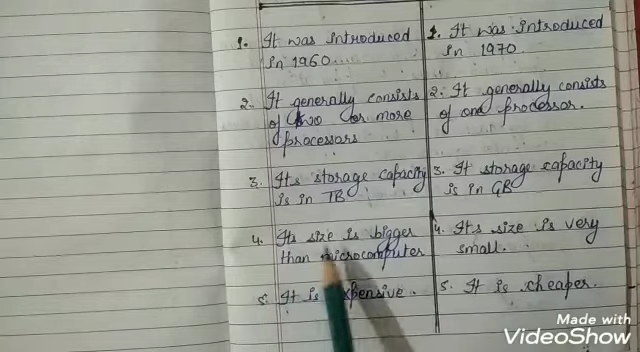 1. It was introduced
in 1960...
2. It generally consists
of two or more
processors
3. Its storage capacity
is in TB
4. Its size is bigger
than microcomputer
5. It is expensive.
1. It was introduced
in 1970.
2. It generally consists
of one processor.
3. It storage capacity
is in GB
4. Its size is very
small.
5. It is cheaper.
Made with
VideoShow